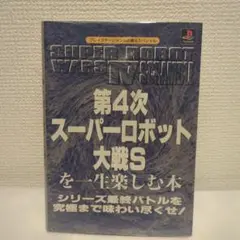 プレイステーション必勝法スペシャル
SUPER ROBOT
WARS IV SCRAMBLE
第4次
スーパーロボット
大戦S
を一生楽しむ本
シリーズ最終バトルを
究極まで味わい尽くせ!